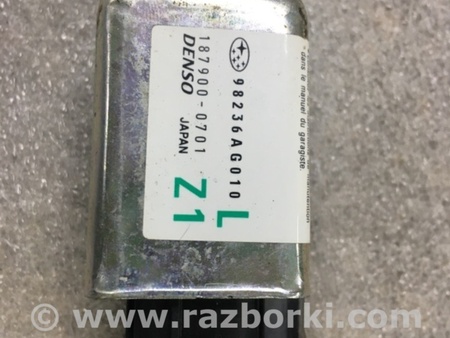 98236AG010 L
187900-0701
DENSO JAPAN Z1
" dans le manuel du garagiste.
www.razborki.com